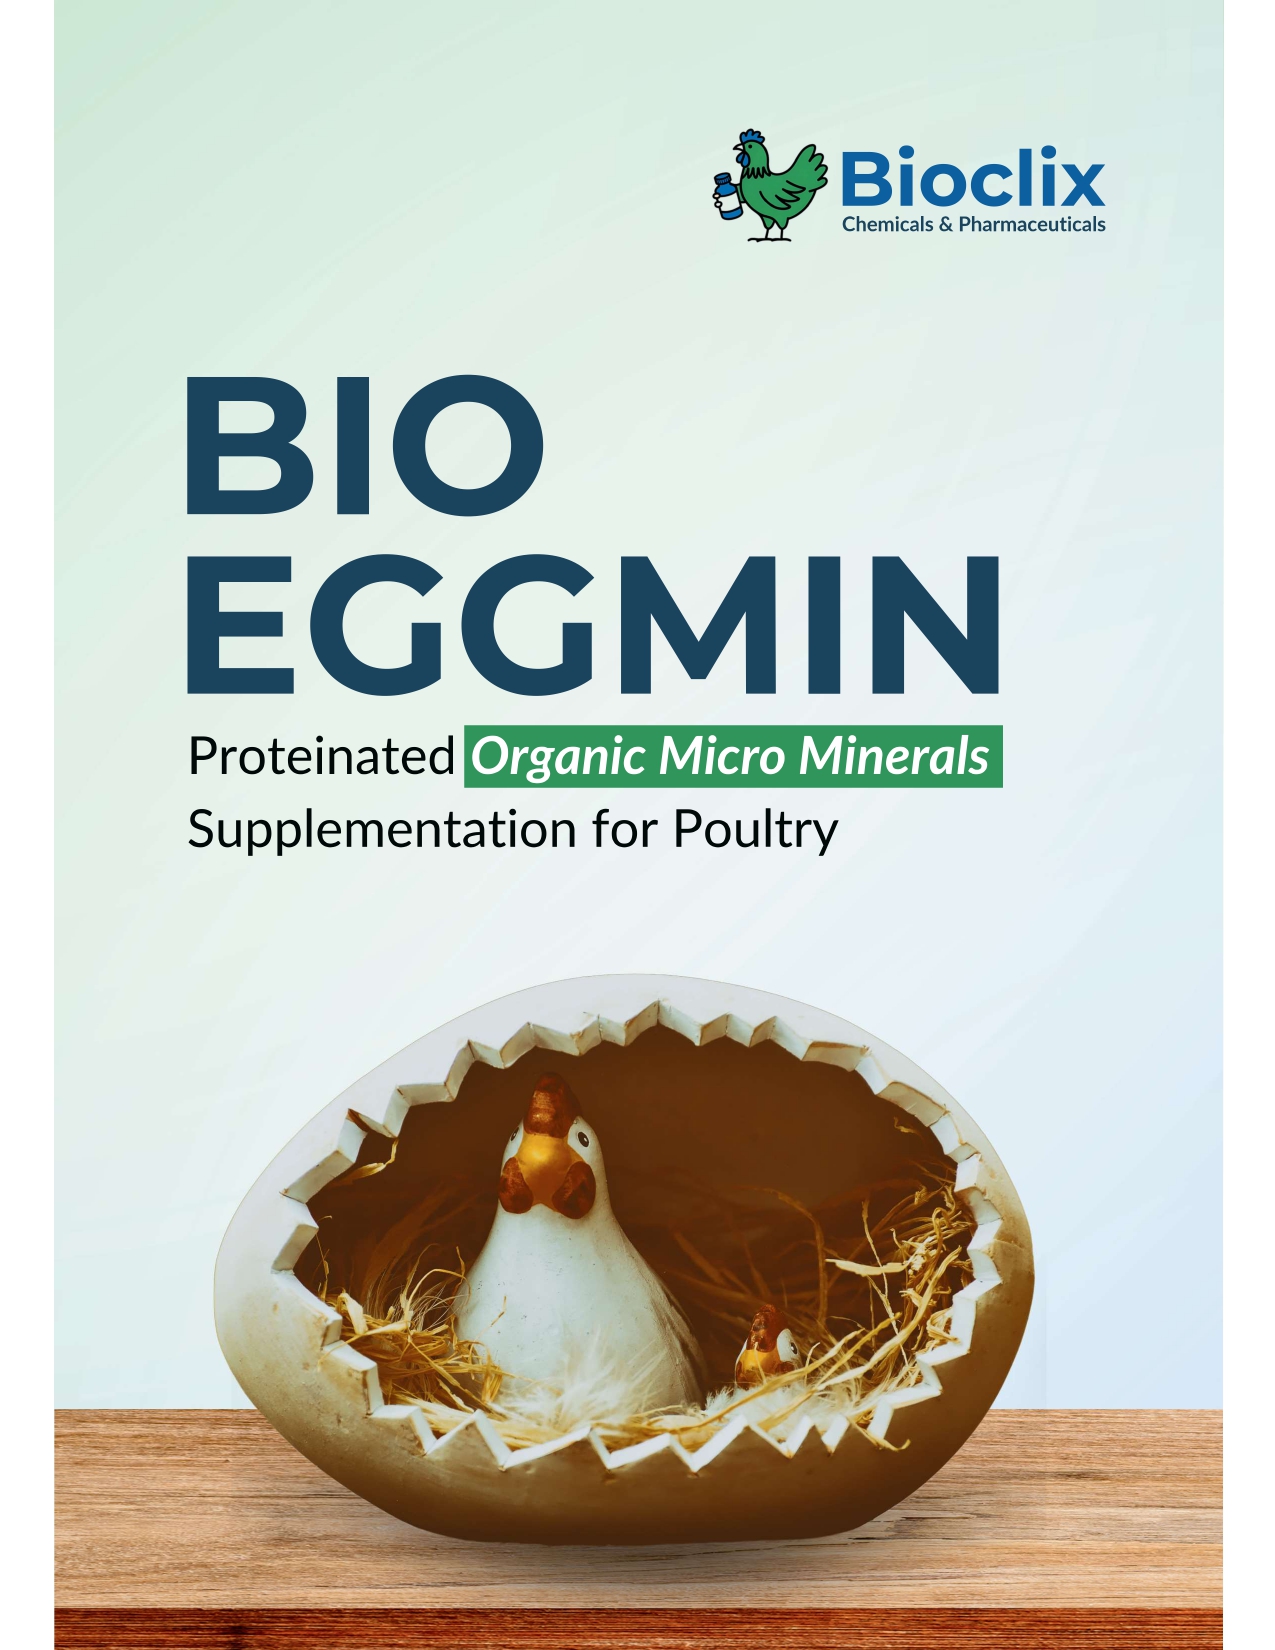 Bioclix
Chemicals & Pharmaceuticals
BIO
EGGMIN
Proteinated Organic Micro Minerals
Supplementation for Poultry